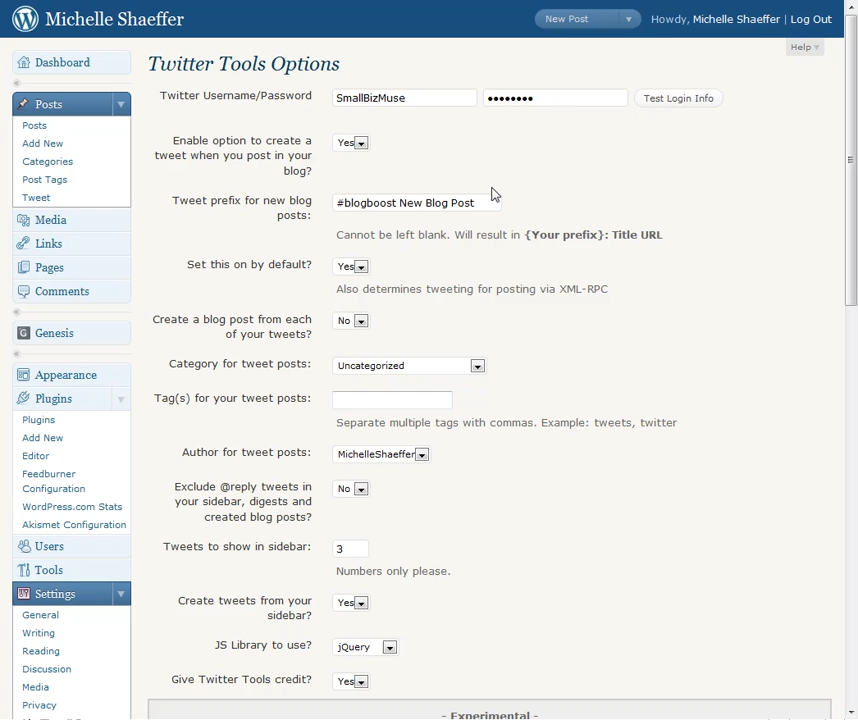 Michelle Shaeffer
New Post
Howdy, Michelle Shaeffer | Log Out
Help
Dashboard
Posts
Posts
Add New
Categories
Post Tags
Tweet
Media
Links
Pages
Comments
Genesis
Appearance
Plugins
Plugins
Add New
Editor
Feedburner
Configuration
WordPress.com Stats
Akismet Configuration
Users
Tools
Settings
General
Writing
Reading
Discussion
Media
Privacy
Twitter Tools Options
Twitter Username/Password
SmallBizMuse
••••••••
Test Login Info
Enable option to create a
tweet when you post in your
blog?
Yes
Tweet prefix for new blog
posts:
#blogboost New Blog Post
Cannot be left blank. Will result in {Your prefix}: Title URL
Set this on by default?
Yes
Also determines tweeting for posting via XML-RPC
Create a blog post from each
of your tweets?
No
Category for tweet posts:
Uncategorized
Tag(s) for your tweet posts:
Separate multiple tags with commas. Example: tweets, twitter
Author for tweet posts:
MichelleShaeffer
Exclude @reply tweets in
your sidebar, digests and
created blog posts?
No
Tweets to show in sidebar:
3
Numbers only please.
Create tweets from your
sidebar?
Yes
JS Library to use?
jQuery
Give Twitter Tools credit?
Yes
- Experimental -